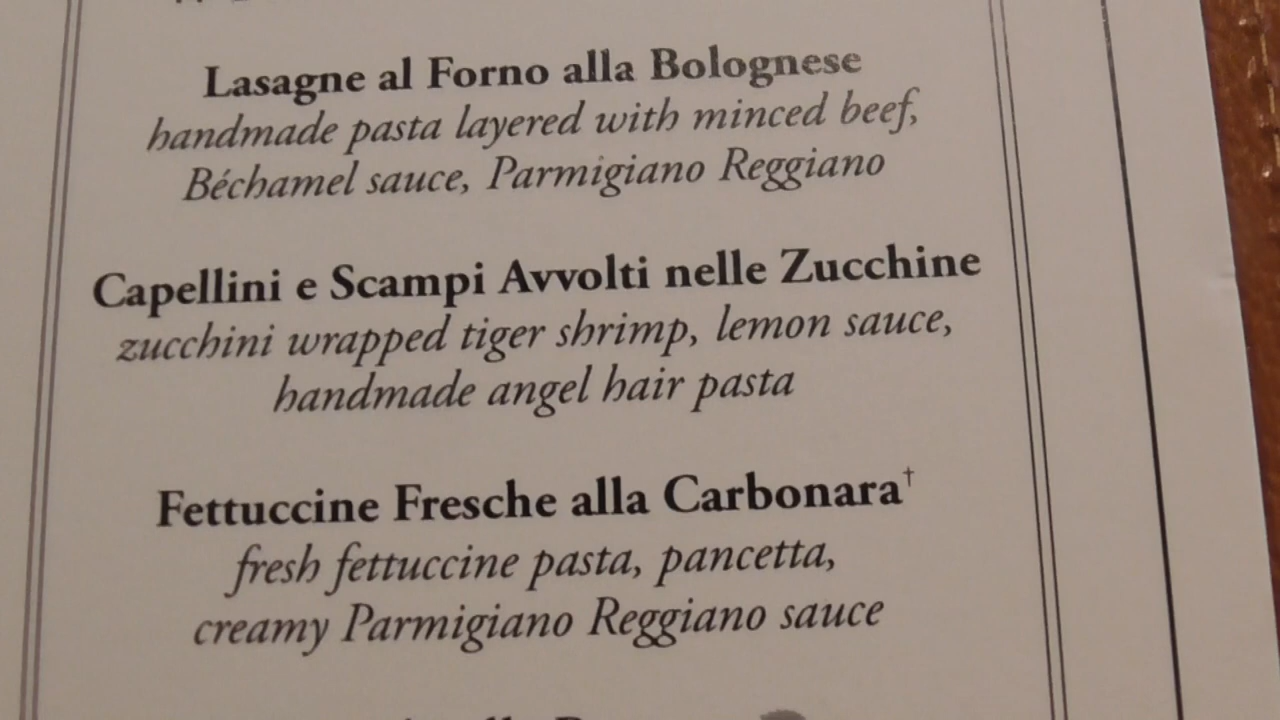 Lasagne al Forno alla Bolognese
handmade pasta layered with minced beef,
Béchamel sauce, Parmigiano Reggiano
Capellini e Scampi Avvolti nelle Zucchine
zucchini wrapped tiger shrimp, lemon sauce,
handmade angel hair pasta
Fettuccine Fresche alla Carbonara†
fresh fettuccine pasta, pancetta,
creamy Parmigiano Reggiano sauce